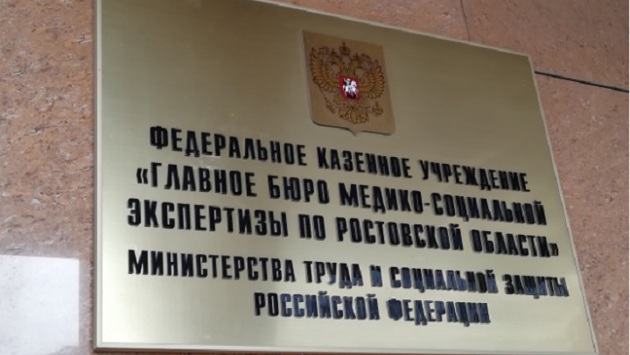 ФЕДЕРАЛЬНОЕ КАЗЕННОЕ УЧРЕЖДЕНИЕ
«ГЛАВНОЕ БЮРО МЕДИКО-СОЦИАЛЬНОЙ
ЭКСПЕРТИЗЫ ПО РОСТОВСКОЙ ОБЛАСТИ»
МИНИСТЕРСТВА ТРУДА И СОЦИАЛЬНОЙ ЗАЩИТЫ
РОССИЙСКОЙ ФЕДЕРАЦИИ